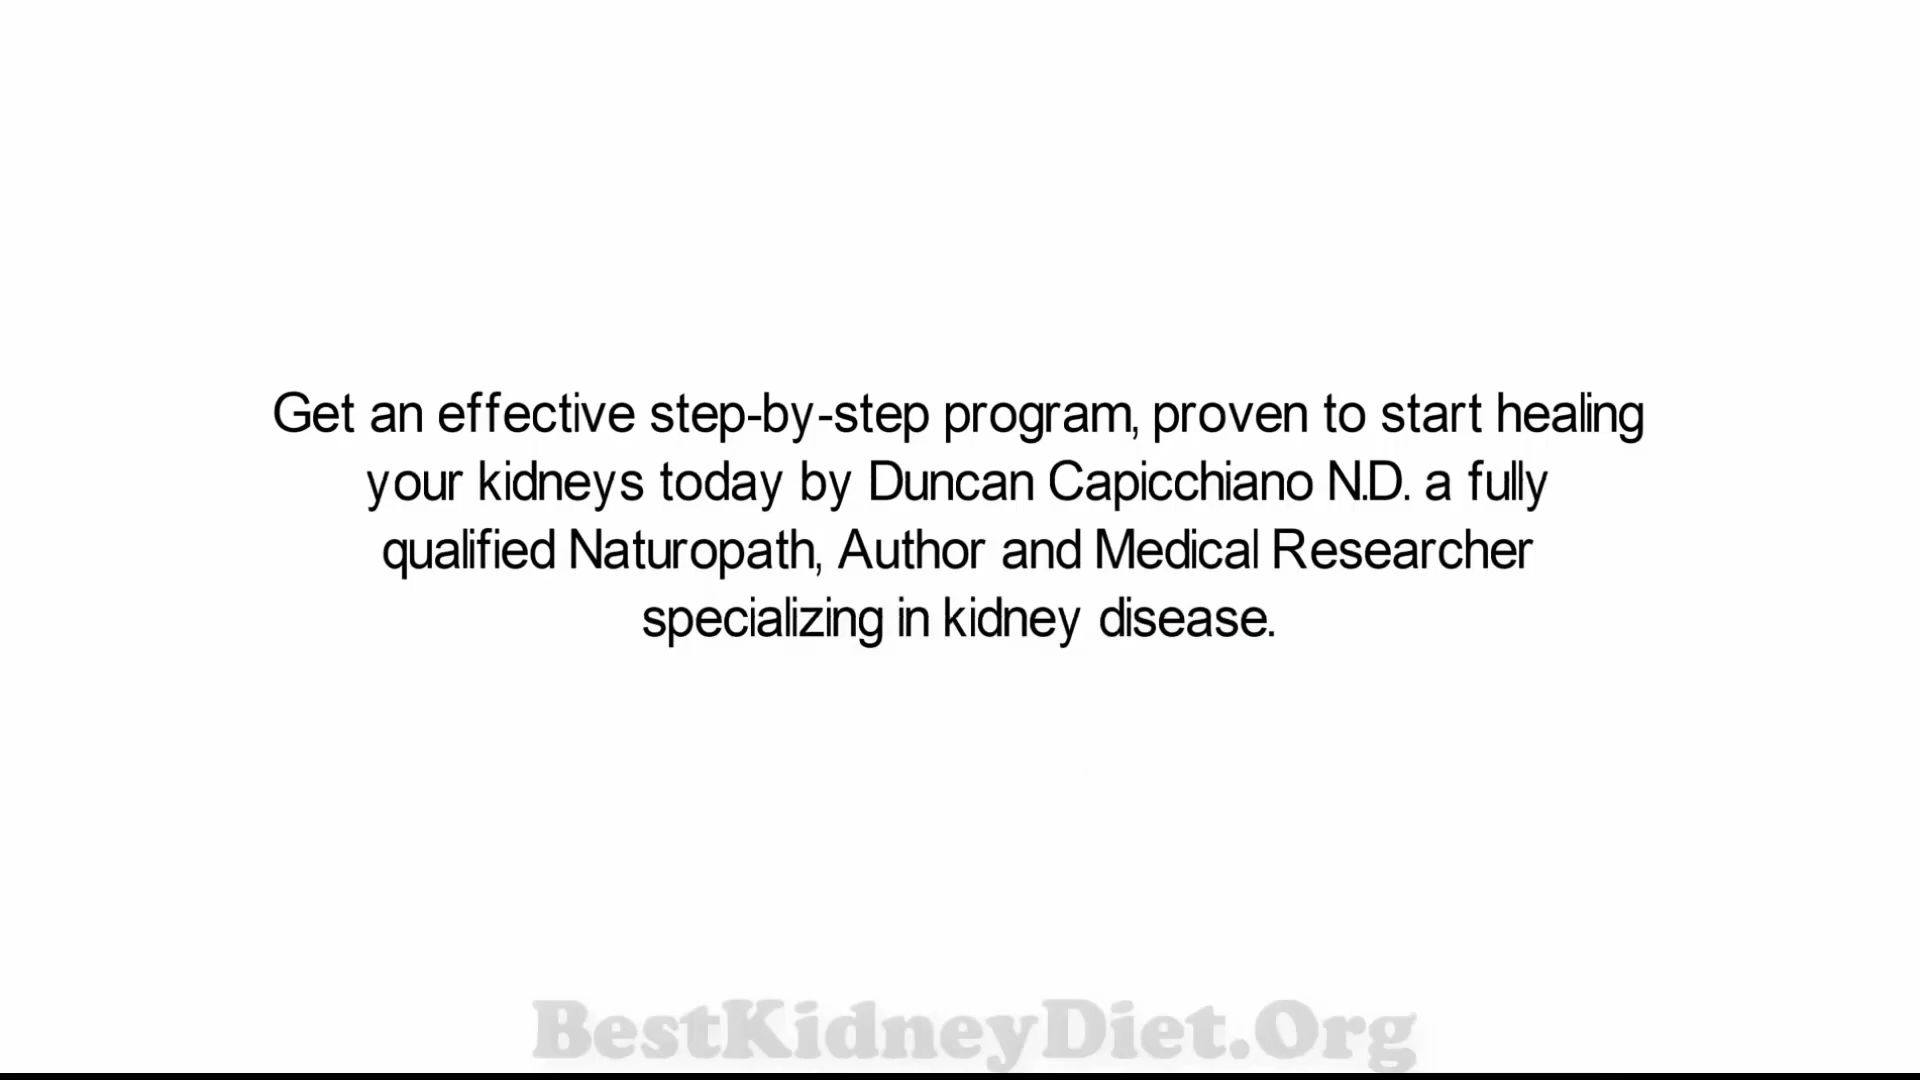 Get an effective step-by-step program, proven to start healing
your kidneys today by Duncan Capicchiano N.D. a fully
qualified Naturopath, Author and Medical Researcher
specializing in kidney disease.
BestKidneyDiet.Org